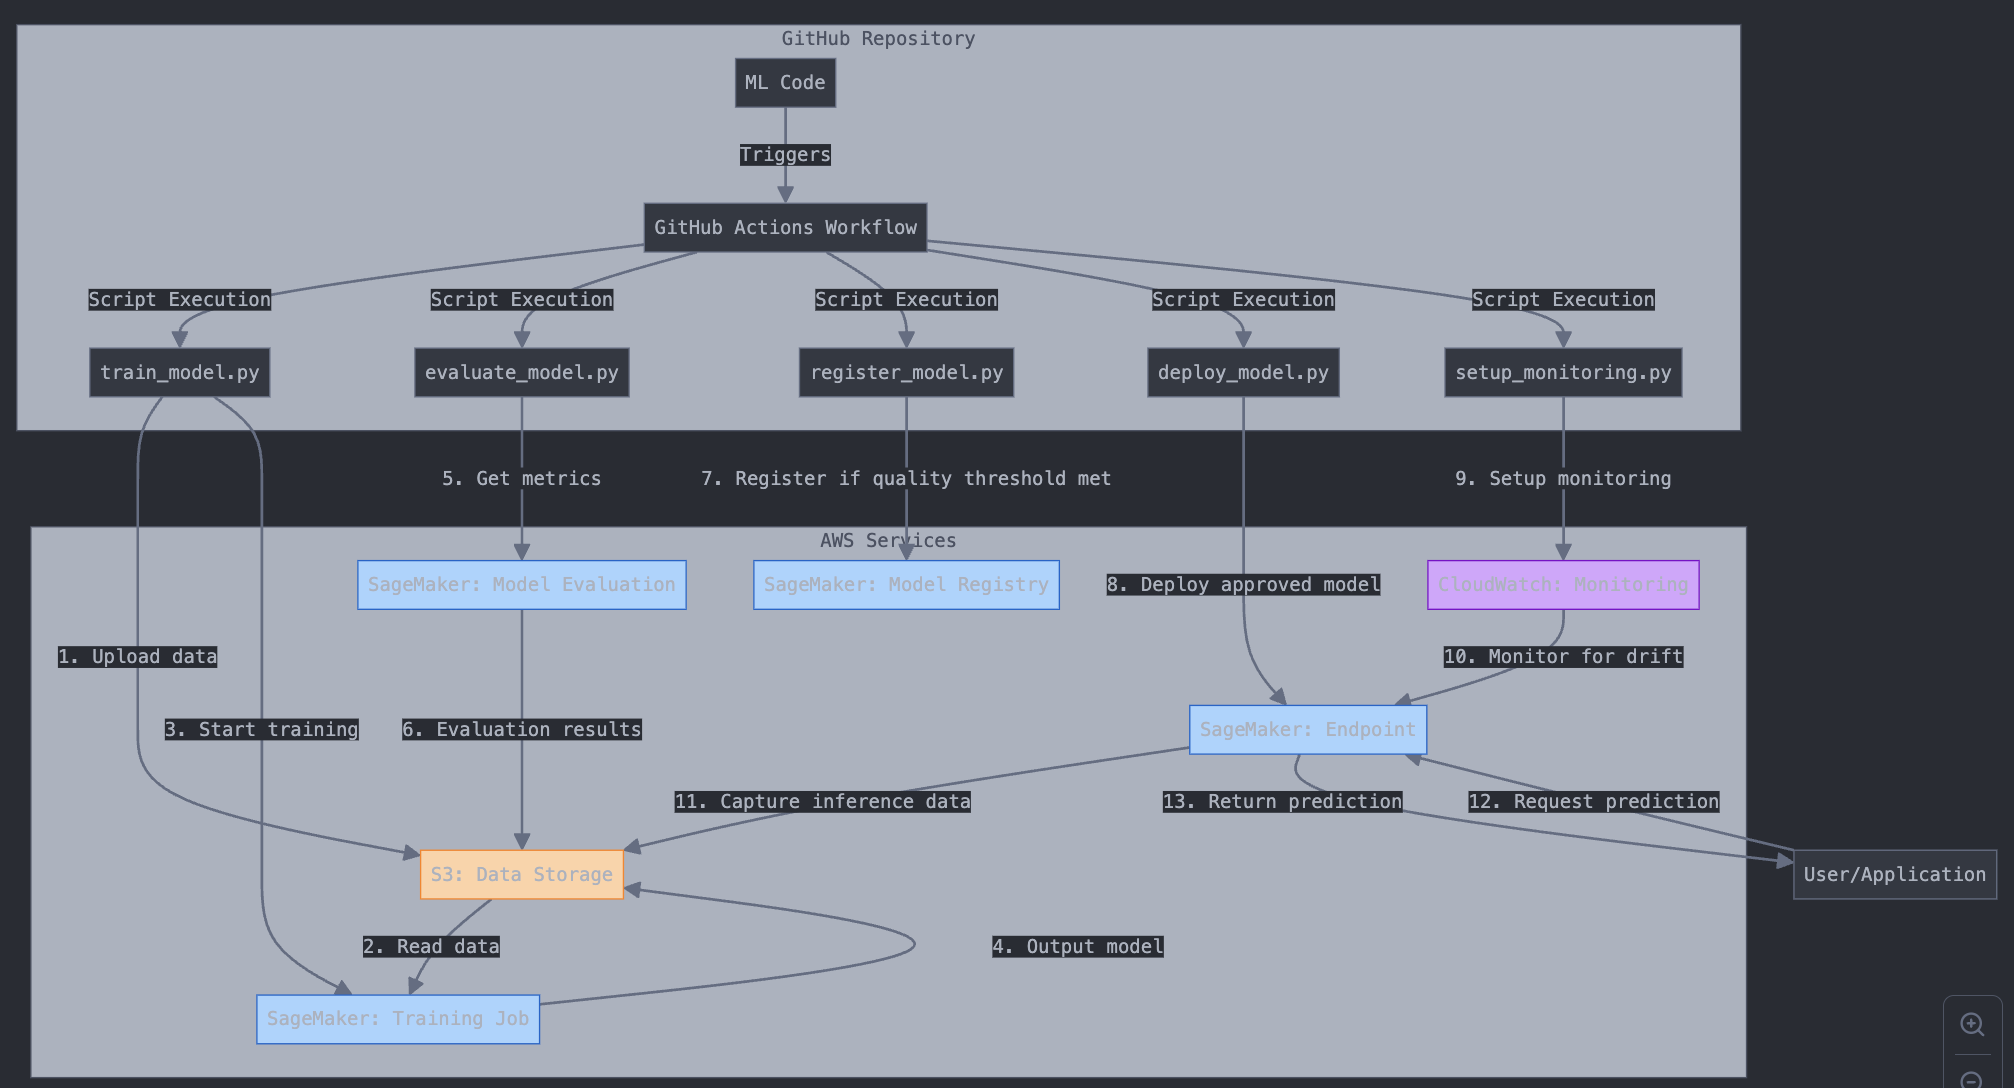 GitHub Repository
ML Code
Triggers
GitHub Actions Workflow
Script Execution
Script Execution
Script Execution
Script Execution
Script Execution
train_model.py
evaluate_model.py
register_model.py
deploy_model.py
setup_monitoring.py
5. Get metrics
7. Register if quality threshold met
9. Setup monitoring
AWS Services
SageMaker: Model Evaluation
SageMaker: Model Registry
8. Deploy approved model
CloudWatch: Monitoring
1. Upload data
10. Monitor for drift
3. Start training
6. Evaluation results
SageMaker: Endpoint
11. Capture inference data
13. Return prediction
12. Request prediction
S3: Data Storage
User/Application
2. Read data
4. Output model
SageMaker: Training Job